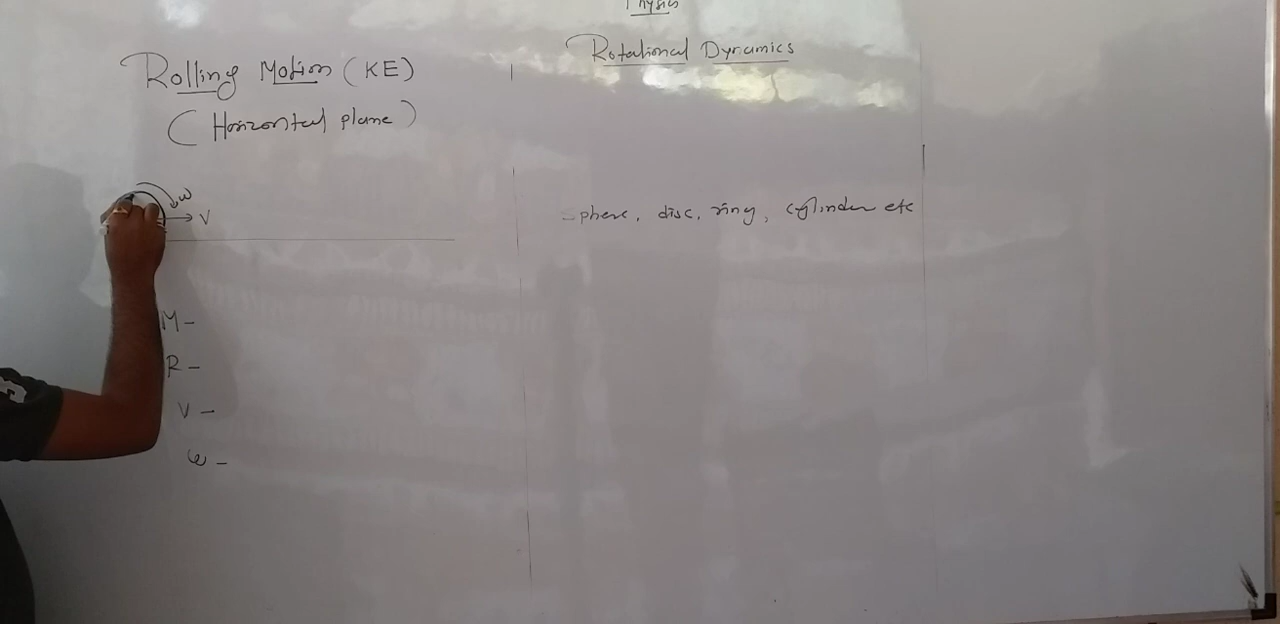 Physics
Rotational Dynamics
Rolling Motion (KE)
(Horizontal plane)
ω
V
Sphere, disc, ring, cylinder etc
M-
R-
V-
ω-